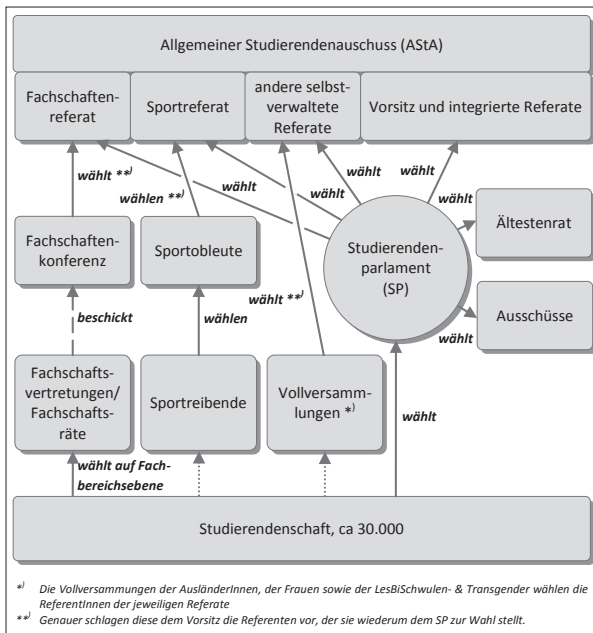 Allgemeiner Studierendenauschuss (AStA)
Fachschaften-
referat
Sportreferat
andere selbst-
verwaltete
Referate
Vorsitz und integrierte Referate
wählt **)
wählen **)
wählt
wählt
wählt
wählt
Fachschaften-
konferenz
Sportobleute
wählt **)
Studierenden-
parlament
(SP)
wählt
Ältestenrat
beschickt
wählen
wählt
Ausschüsse
Fachschafts-
vertretungen/
Fachschafts-
räte
Sportreibende
Vollversamm-
lungen *)
wählt
wählt auf Fach-
bereichsebene
Studierendenschaft, ca 30.000
*) Die Vollversammungen der AusländerInnen, der Frauen sowie der LesBiSchwulen- & Transgender wählen die
ReferentInnen der jeweiligen Referate
**) Genauer schlagen diese dem Vorsitz die Referenten vor, der sie wiederum dem SP zur Wahl stellt.